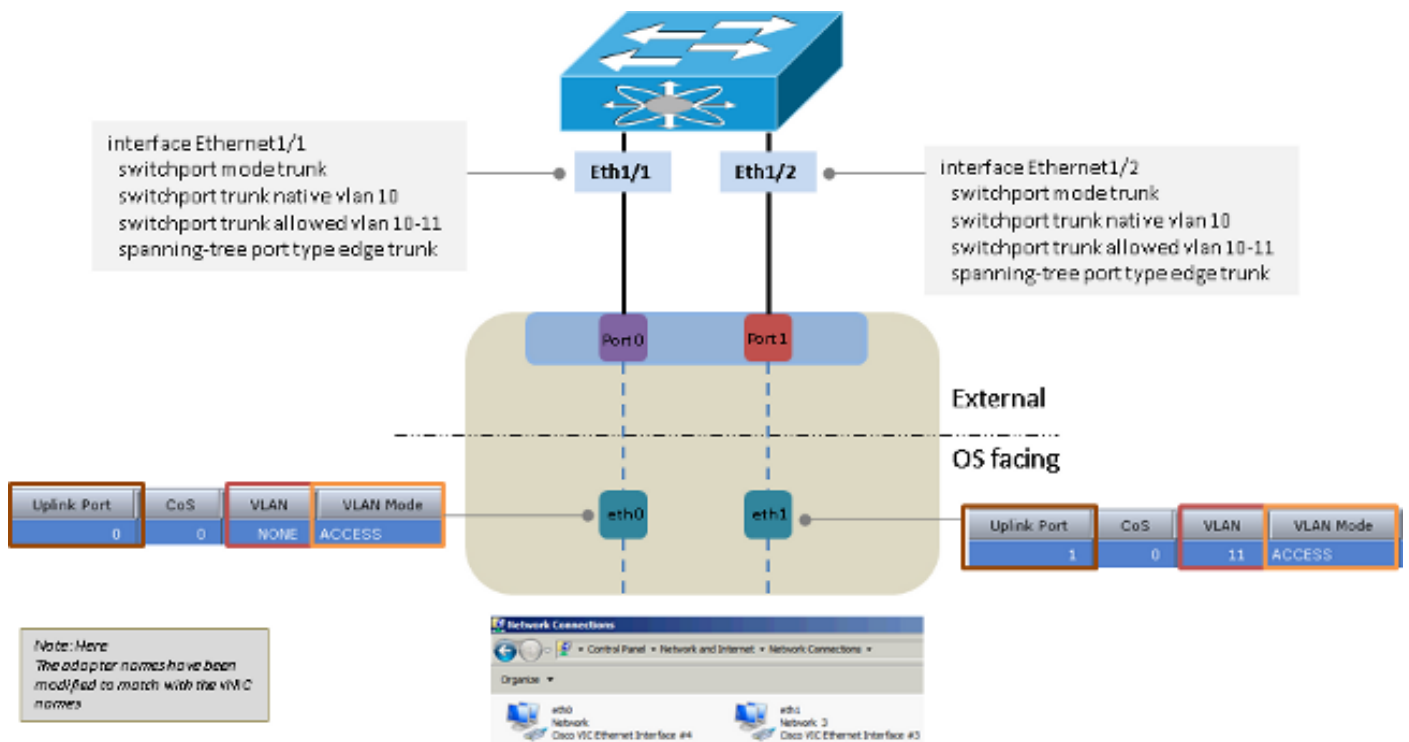 interface Ethernet1/1
switchport mode trunk
switchport trunk native vlan 10
switchport trunk allowed vlan 10-11
spanning-tree port type edge trunk
Eth1/1
Eth1/2
interface Ethernet1/2
switchport mode trunk
switchport trunk native vlan 10
switchport trunk allowed vlan 10-11
spanning-tree port type edge trunk
Port 0
Port 1
External
OS facing
Uplink Port CoS VLAN VLAN Mode
0 0 NONE ACCESS
eth0
eth1
Uplink Port CoS VLAN VLAN Mode
1 0 11 ACCESS
Note: Here
The adapter names have been
modified to match with the vNIC
names
Network Connections
Control Panel Network and Internet Network Connections
Organize
eth0
Network
Cisco VIC Ethernet Interface #4
eth1
Network 3
Cisco VIC Ethernet Interface #3